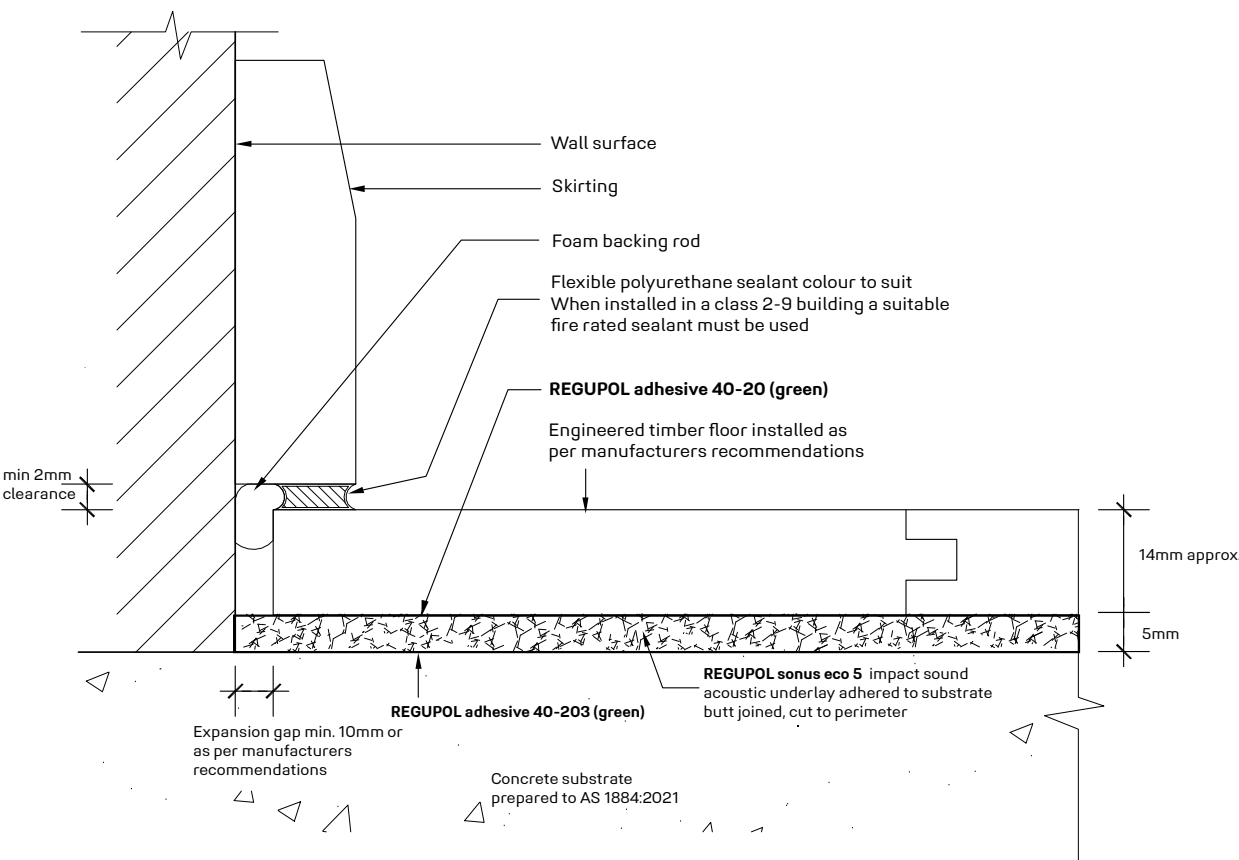 Wall surface
Skirting
Foam backing rod
Flexible polyurethane sealant colour to suit
When installed in a class 2-9 building a suitable
fire rated sealant must be used
REGUPOL adhesive 40-20 (green)
Engineered timber floor installed as
per manufacturers recommendations
min 2mm
clearance
14mm approx
5mm
REGUPOL sonus eco 5 impact sound
acoustic underlay adhered to substrate
butt joined, cut to perimeter
REGUPOL adhesive 40-203 (green)
Expansion gap min. 10mm or
as per manufacturers
recommendations
Concrete substrate
prepared to AS 1884:2021